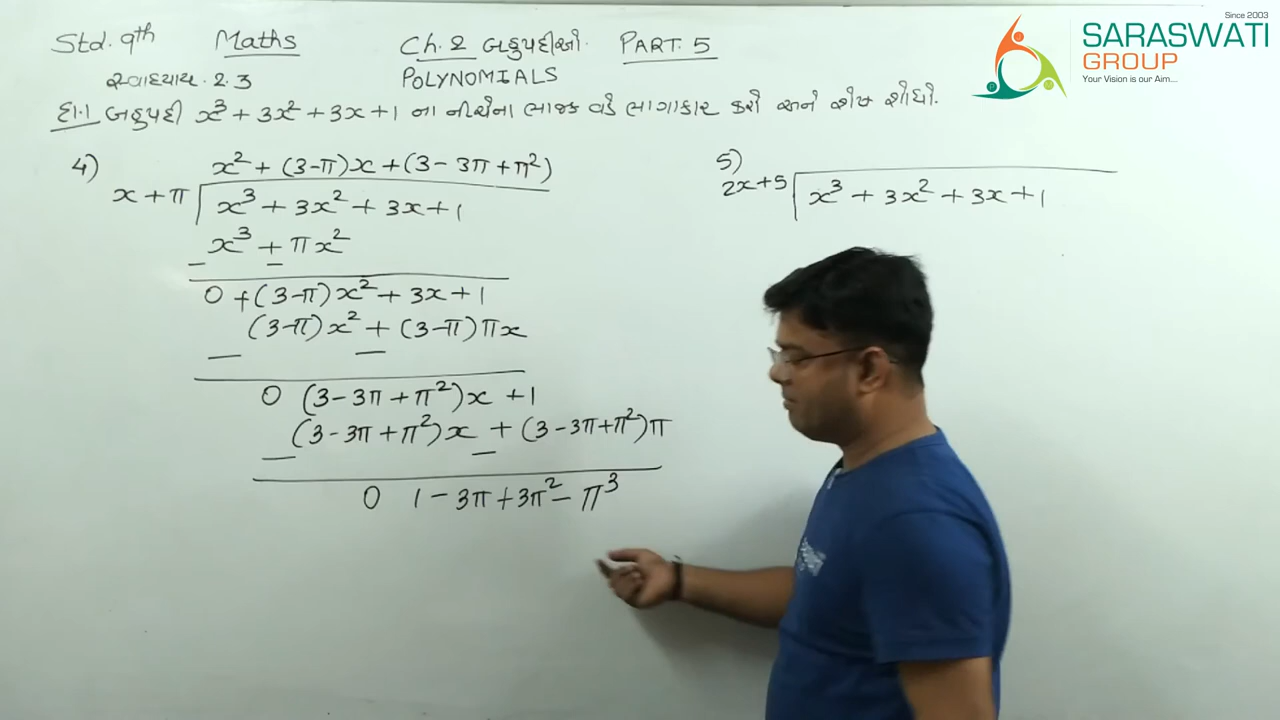 Since 2003
SARASWATI
GROUP
Your Vision is our Aim...
Std. 9th Maths Ch. 2 બહુપદીઓ. PART. 5
સ્વાધ્યાય. 2.3 POLYNOMIALS
દા.1 બહુપદી x³ + 3x² + 3x + 1 ના નીચેના ભાજક વડે ભાગાકાર કરો અને શેષ શોધો.
4)
x² + (3-π)x + (3 - 3π + π²)
x + π x³ + 3x² + 3x + 1
x³ + πx²
− −
0 + (3-π)x² + 3x + 1
(3-π)x² + (3-π)πx
− −
0 (3 - 3π + π²)x + 1
(3 - 3π + π²)x + (3 - 3π + π²)π
− −
0 1 - 3π + 3π² - π³
5)
2x+5 x³ + 3x² + 3x + 1